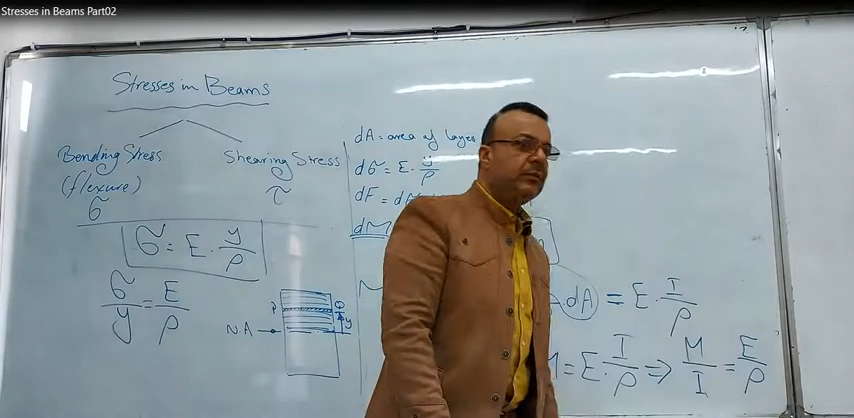 Stresses in Beams Part02
Stresses in Beams
Bending Stress
(flexure)
σ
Shearing Stress
τ
σ = E · y/ρ
σ/y = E/ρ
N.A
y
dA = area of layer
dσ = E · y/ρ
dF =
dM
dA = E · I/ρ
= E · I/ρ ⇒ M/I = E/ρ